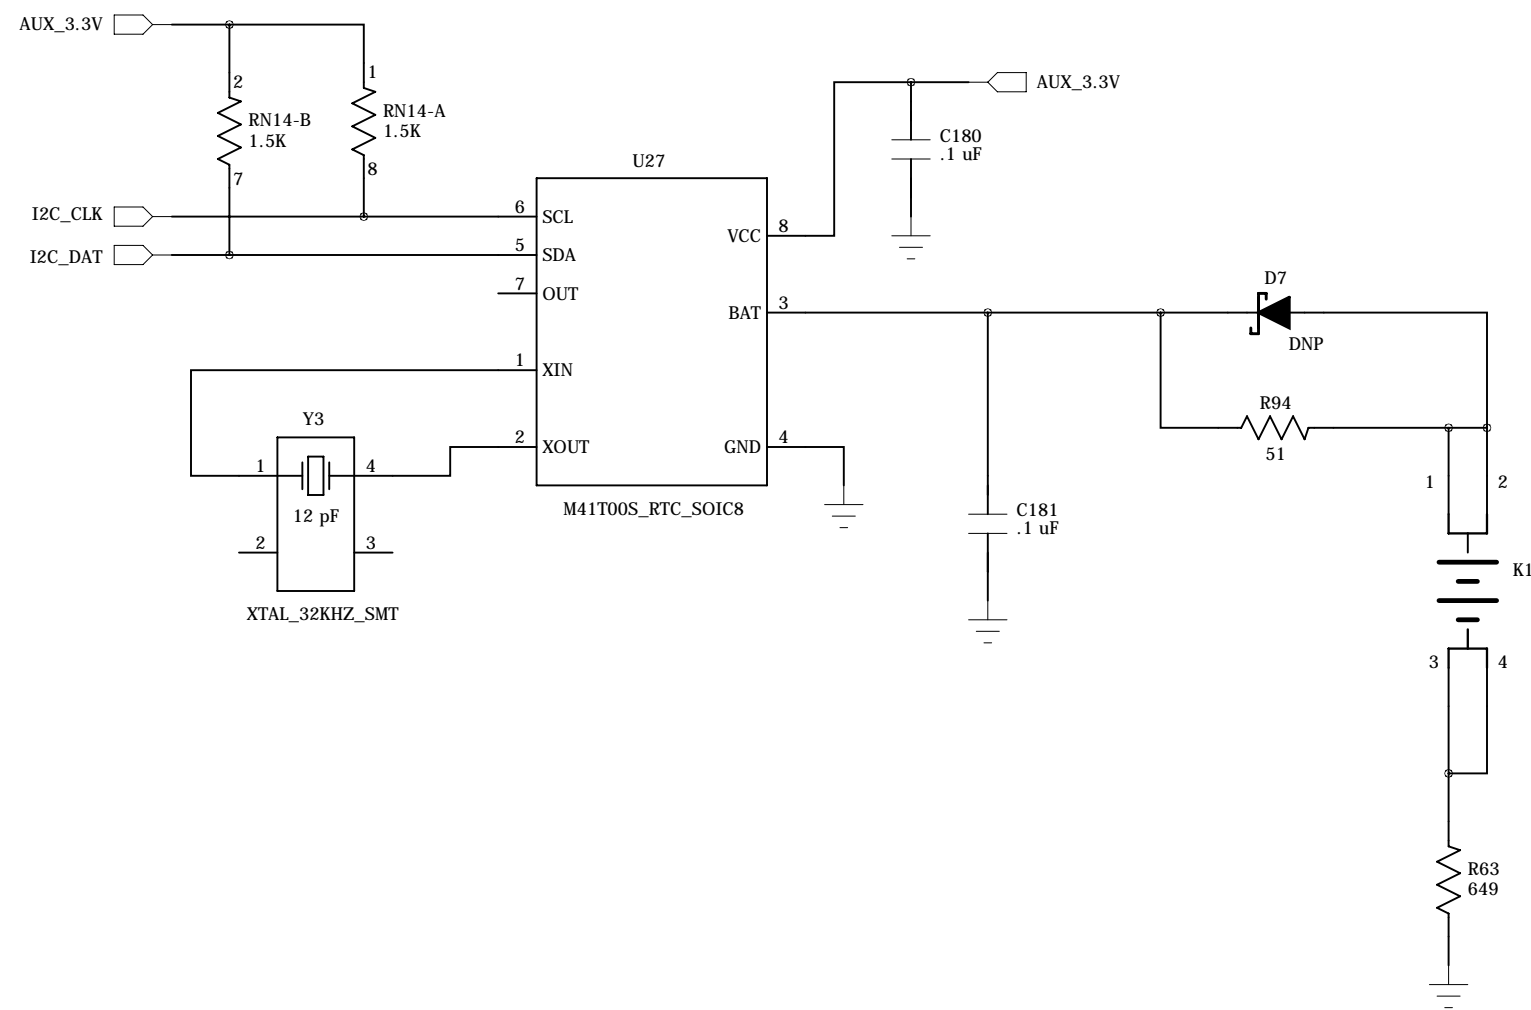 AUX_3.3V
2
RN14-B
1.5K
7
1
RN14-A
1.5K
8
I2C_CLK
I2C_DAT
U27
6 SCL
5 SDA
7 OUT
1 XIN
2 XOUT
VCC 8
BAT 3
GND 4
M41T00S_RTC_SOIC8
AUX_3.3V
C180
.1 uF
Y3
1
4
12 pF
2
3
XTAL_32KHZ_SMT
C181
.1 uF
D7
DNP
R94
51
1
2
K1
3
4
R63
649